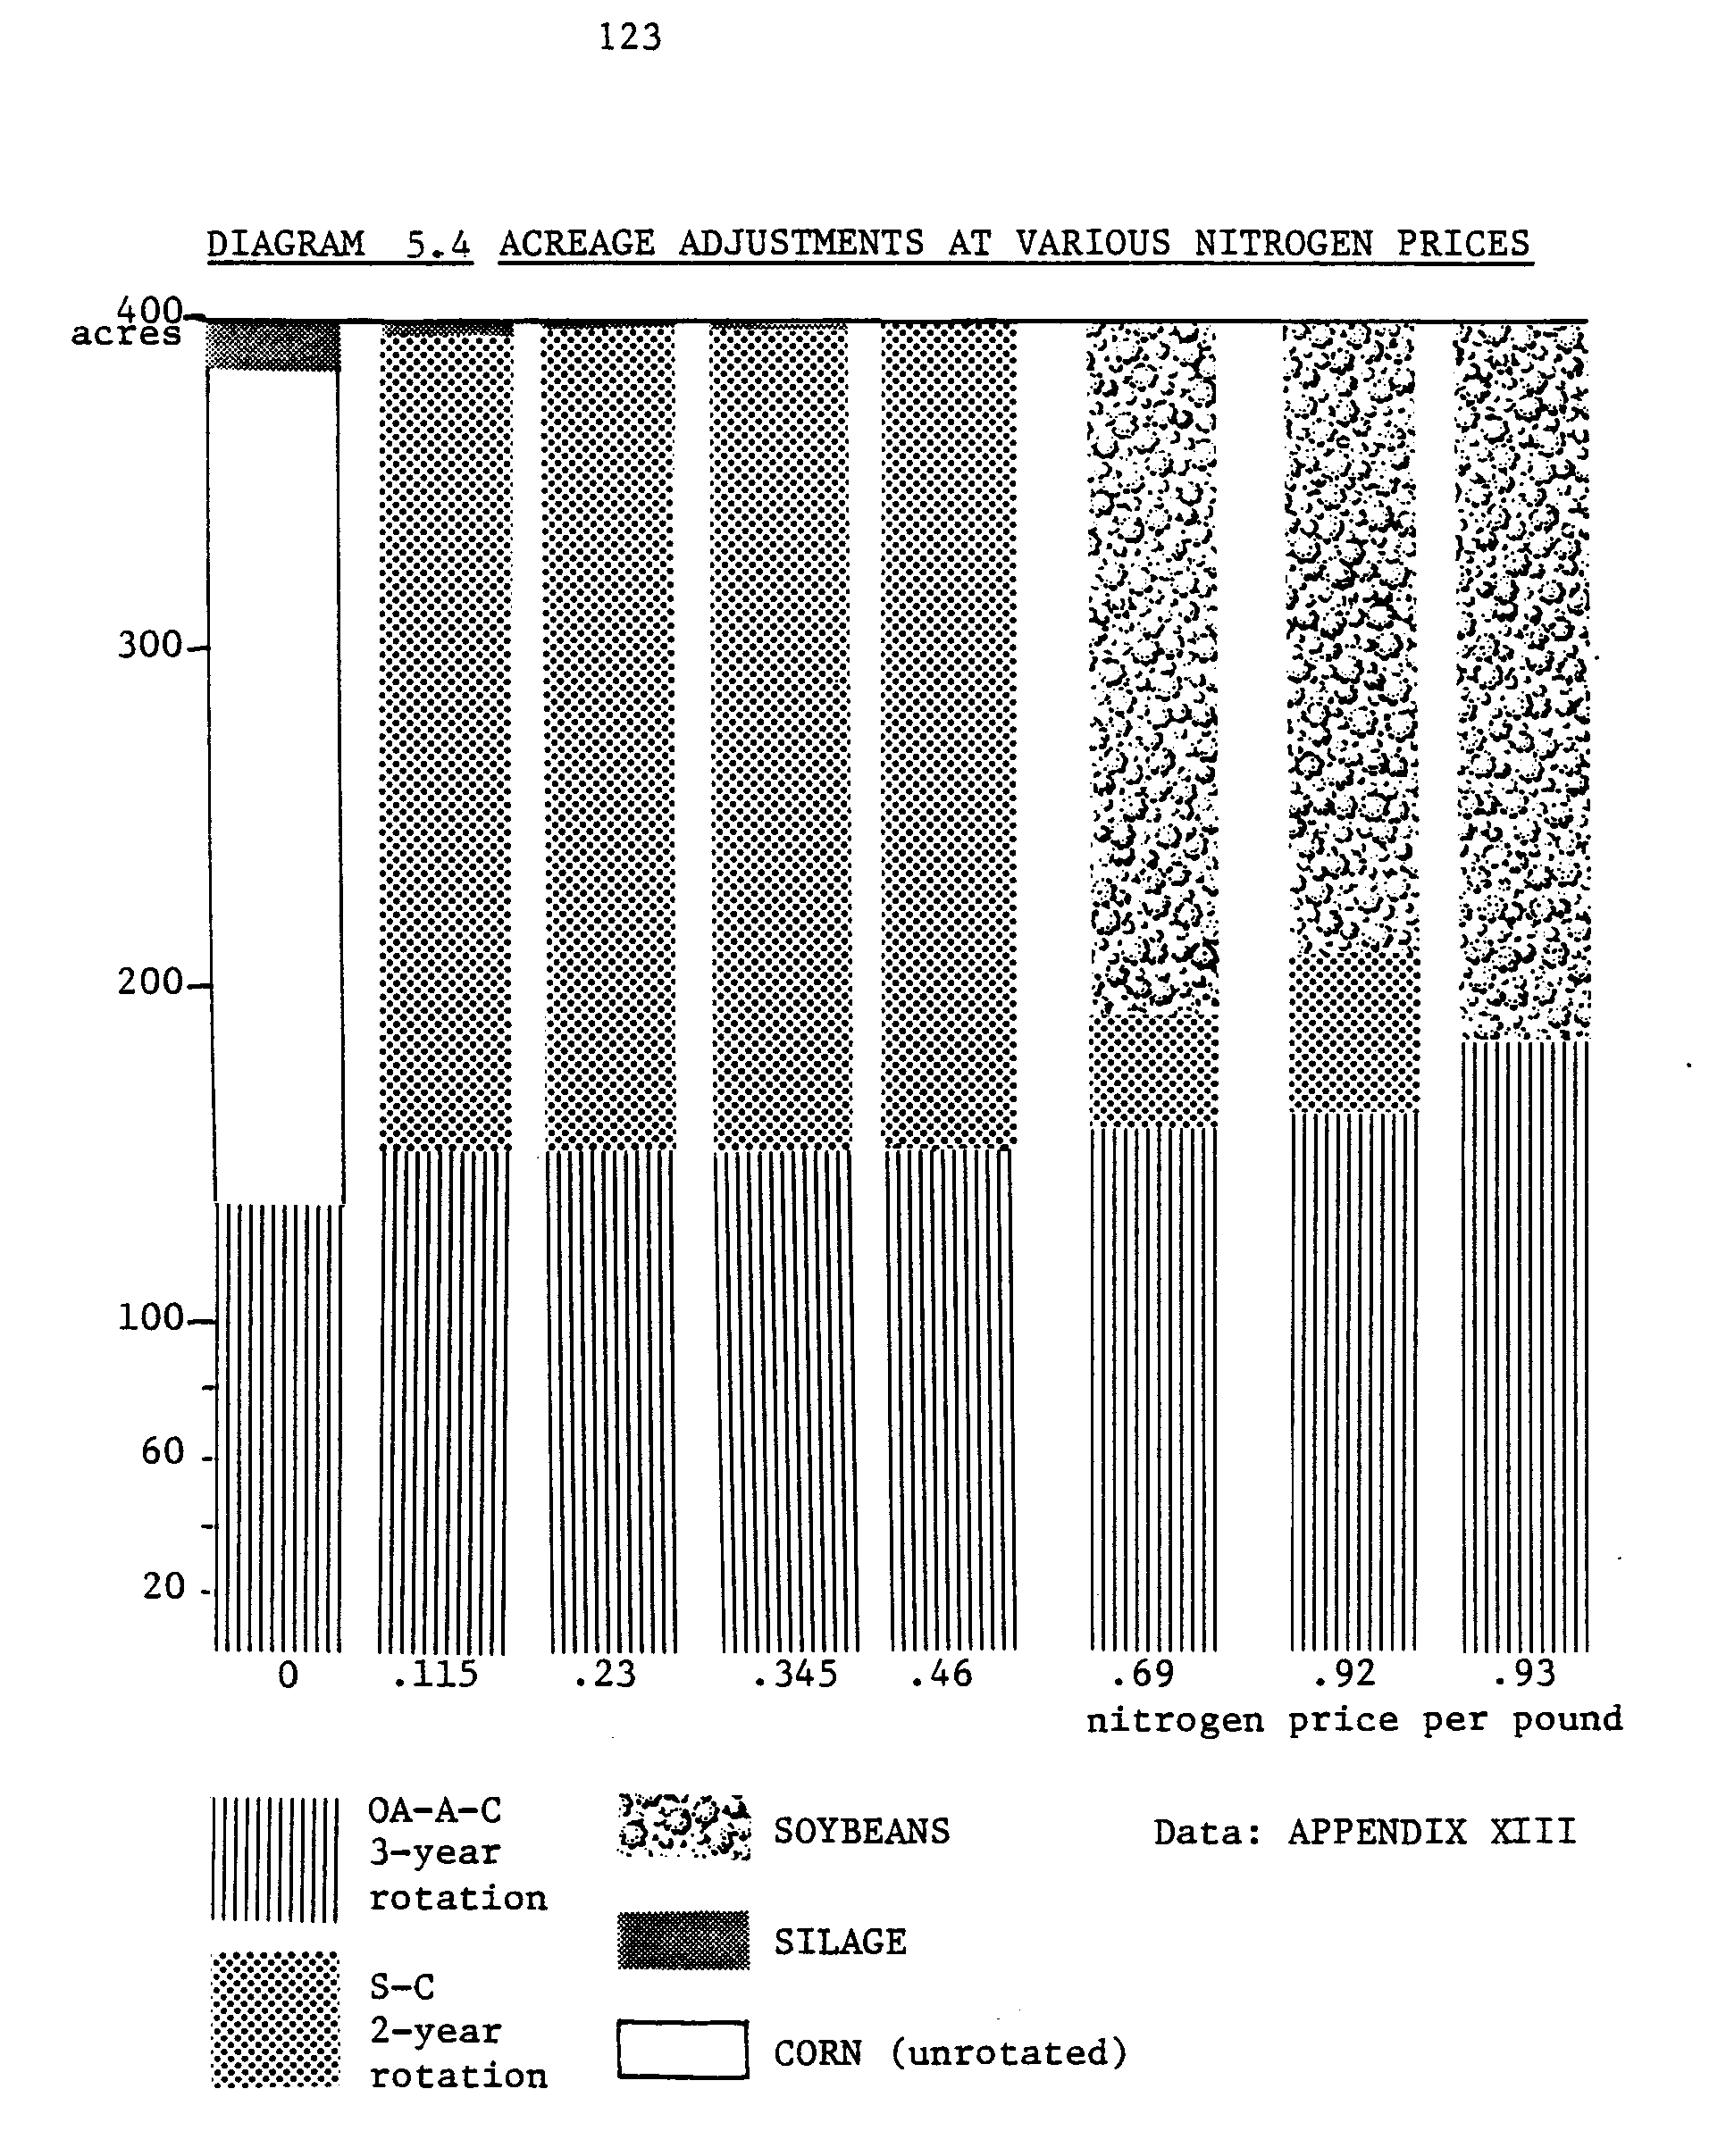 123
DIAGRAM 5.4 ACREAGE ADJUSTMENTS AT VARIOUS NITROGEN PRICES
400
acres
300
200
100
60
20
0 .115 .23 .345 .46 .69 .92 .93
nitrogen price per pound
OA-A-C
3-year
rotation
S-C
2-year
rotation
SOYBEANS
SILAGE
CORN (unrotated)
Data: APPENDIX XIII